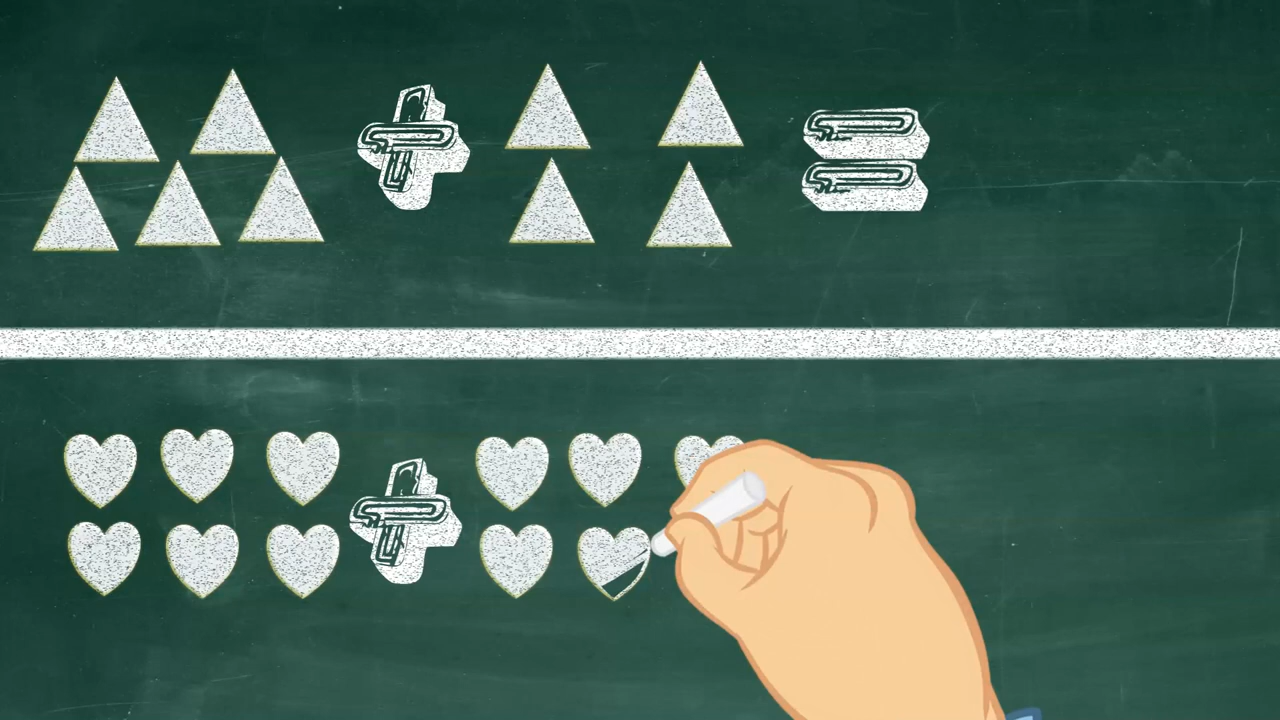 + =
+